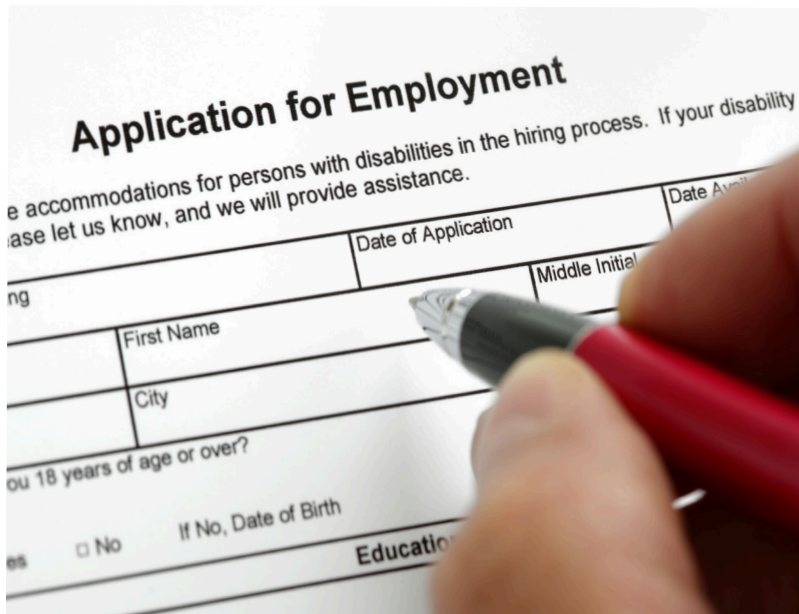 Application for Employment
e accommodations for persons with disabilities in the hiring process. If your disability
ase let us know, and we will provide assistance.
ng
Date of Application
Date
First Name
Middle Initial
City
ou 18 years of age or over?
es □ No If No, Date of Birth